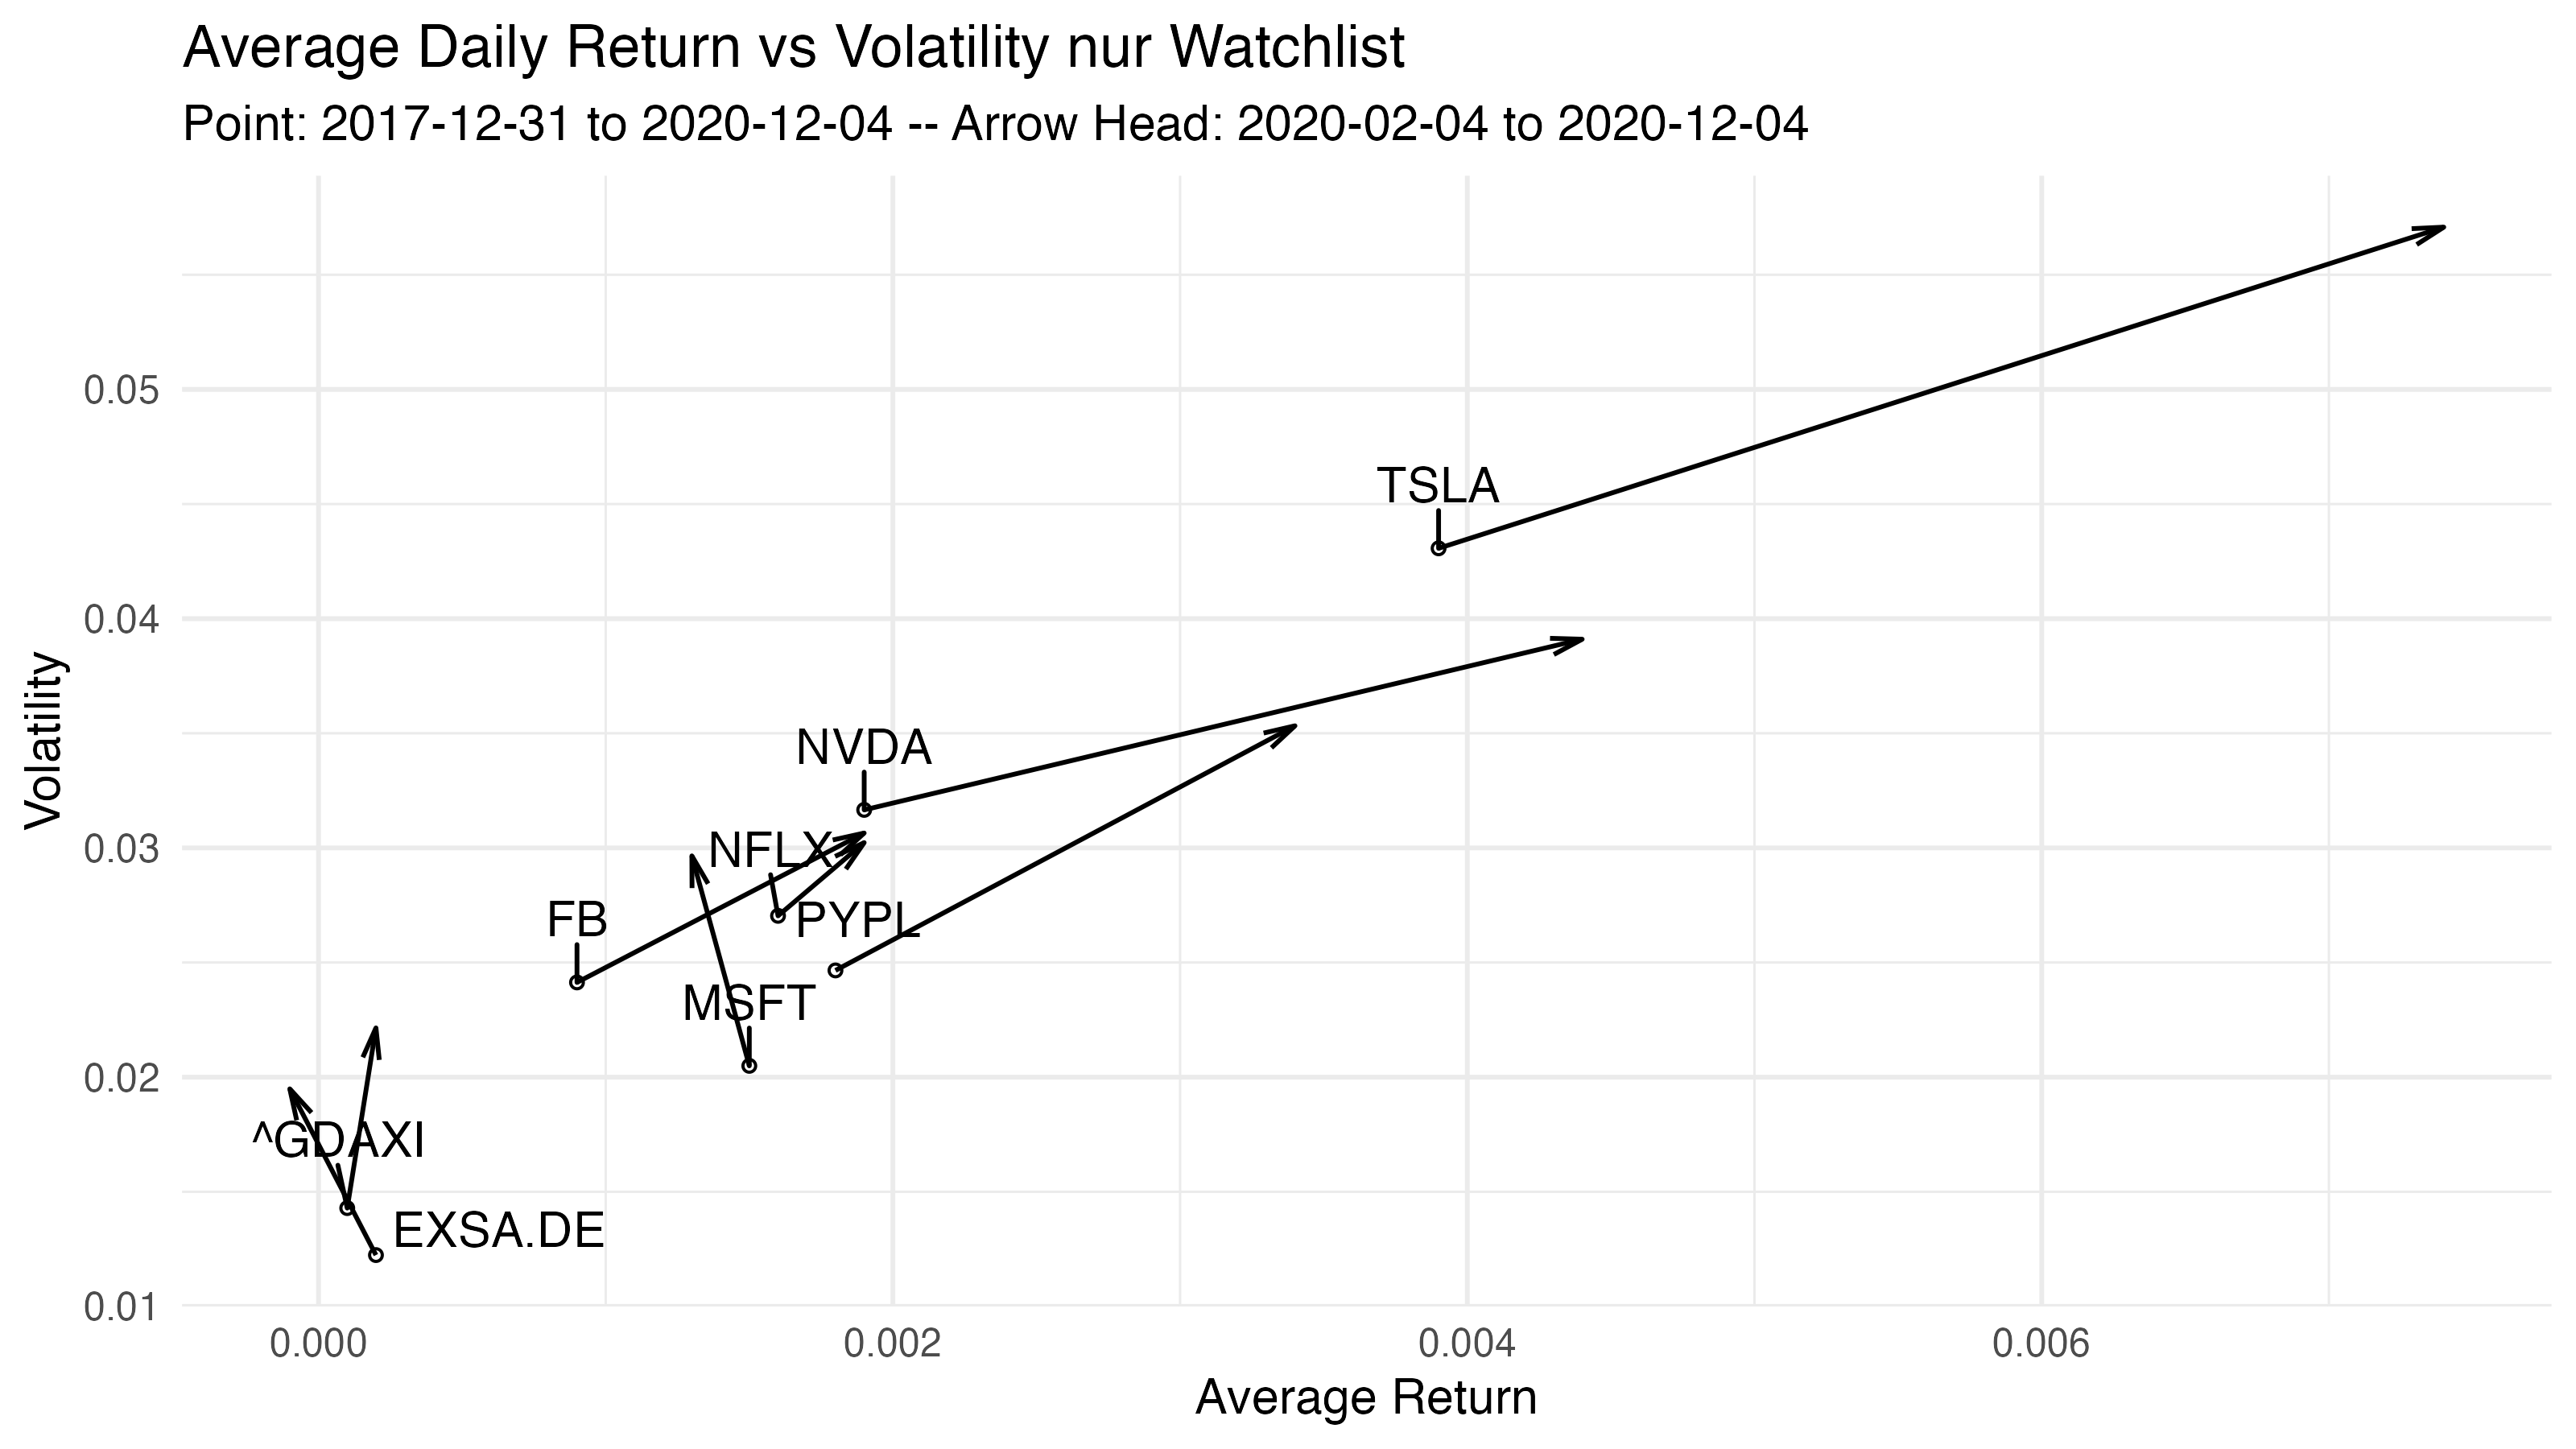 Average Daily Return vs Volatility nur Watchlist
Point: 2017-12-31 to 2020-12-04 -- Arrow Head: 2020-02-04 to 2020-12-04
Volatility
0.05
0.04
0.03
0.02
0.01
TSLA
NVDA
NFLX
FB
PYPL
MSFT
^GDAXI
EXSA.DE
0.000
0.002
0.004
0.006
Average Return